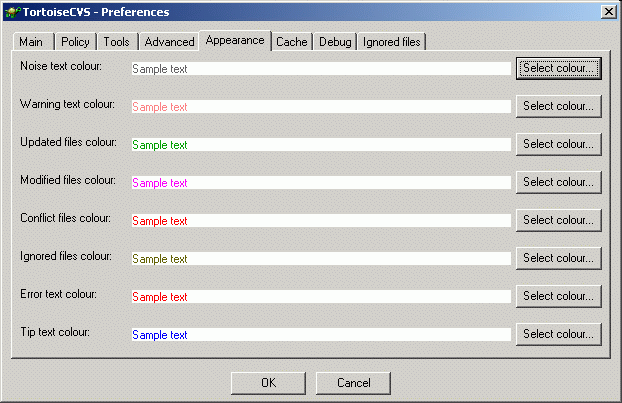 TortoiseCVS - Preferences
Main Policy Tools Advanced Appearance Cache Debug Ignored files
Noise text colour: Sample text Select colour...
Warning text colour: Sample text Select colour...
Updated files colour: Sample text Select colour...
Modified files colour: Sample text Select colour...
Conflict files colour: Sample text Select colour...
Ignored files colour: Sample text Select colour...
Error text colour: Sample text Select colour...
Tip text colour: Sample text Select colour...
OK Cancel